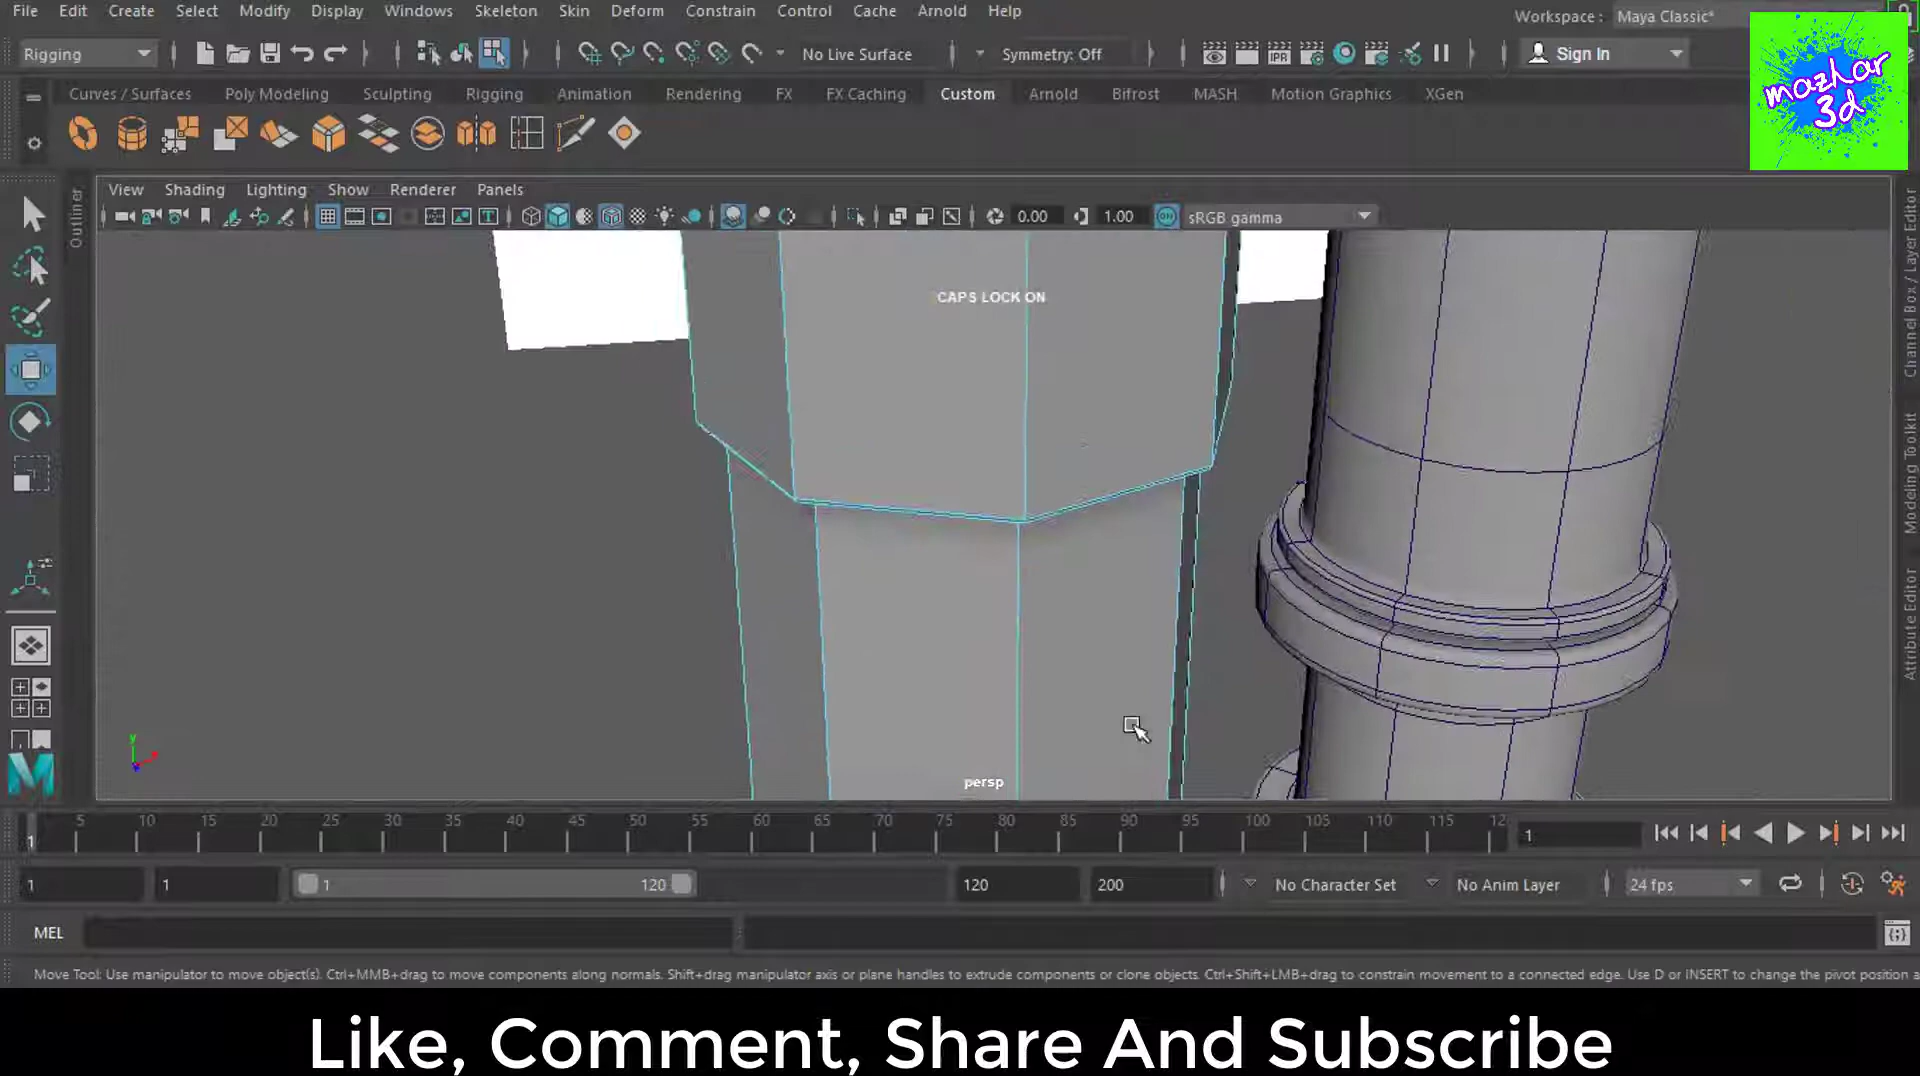 File Edit Create Select Modify Display Windows Skeleton Skin Deform Constrain Control Cache Arnold Help
Workspace : Maya Classic*
Rigging
No Live Surface
Symmetry: Off
IPR
Sign In
mazhar
3d
Curves / Surfaces Poly Modeling Sculpting Rigging Animation Rendering FX FX Caching Custom Arnold Bifrost MASH Motion Graphics XGen
View Shading Lighting Show Renderer Panels
0.00 1.00 ON sRGB gamma
Outliner
CAPS LOCK ON
Channel Box / Layer Editor
Modeling Toolkit
Attribute Editor
y
persp
M
5 10 15 20 25 30 35 40 45 50 55 60 65 70 75 80 85 90 95 100 105 110 115 12
1 1
1 1 1 120 120 200 No Character Set No Anim Layer 24 fps
MEL
Move Tool: Use manipulator to move object(s). Ctrl+MMB+drag to move components along normals. Shift+drag manipulator axis or plane handles to extrude components or clone objects. Ctrl+Shift+LMB+drag to constrain movement to a connected edge. Use D or INSERT to change the pivot position a
Like, Comment, Share And Subscribe